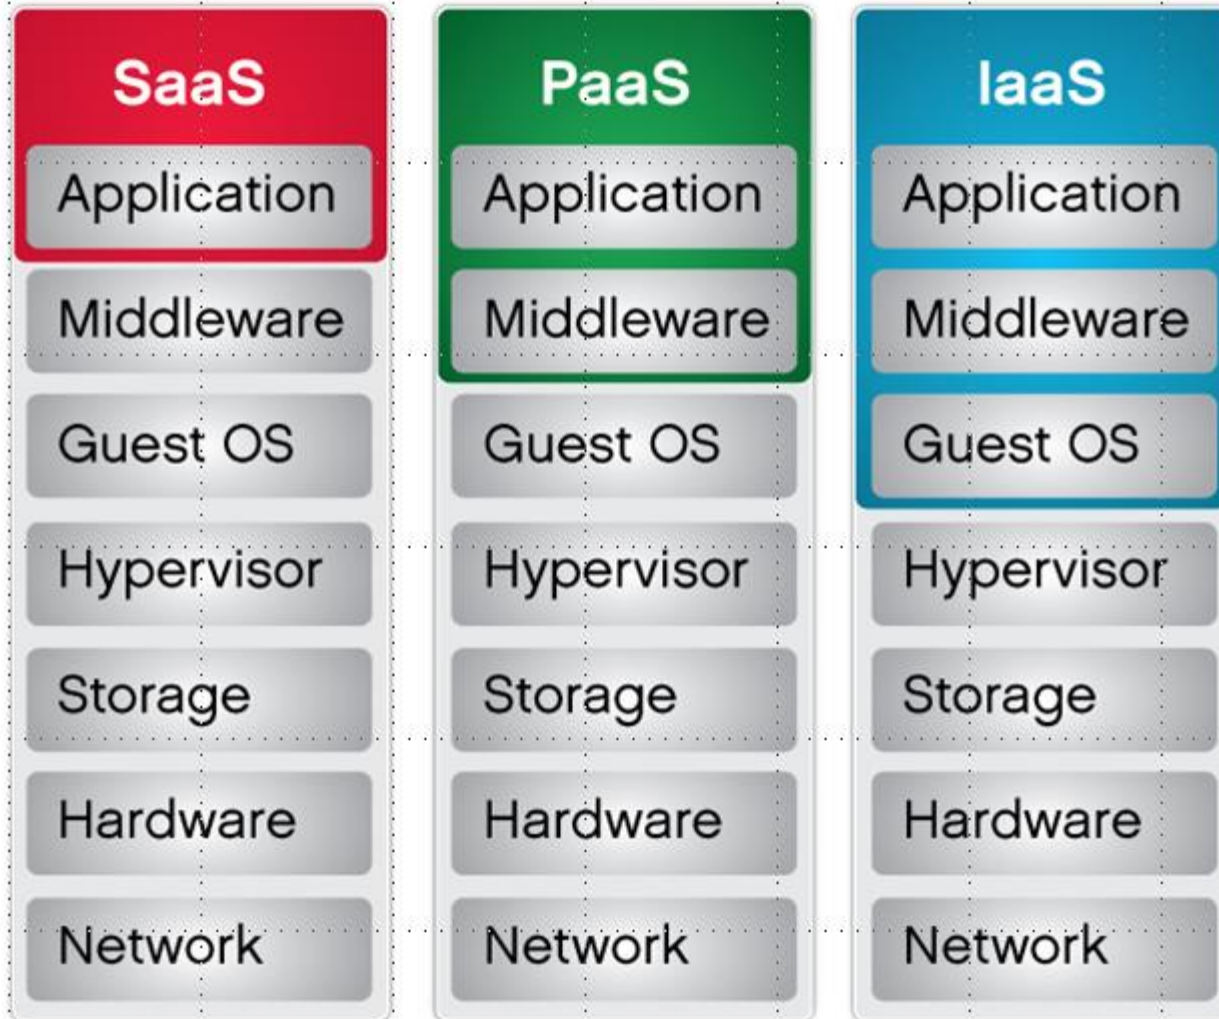 SaaS
Application
Middleware
Guest OS
Hypervisor
Storage
Hardware
Network
PaaS
Application
Middleware
Guest OS
Hypervisor
Storage
Hardware
Network
IaaS
Application
Middleware
Guest OS
Hypervisor
Storage
Hardware
Network